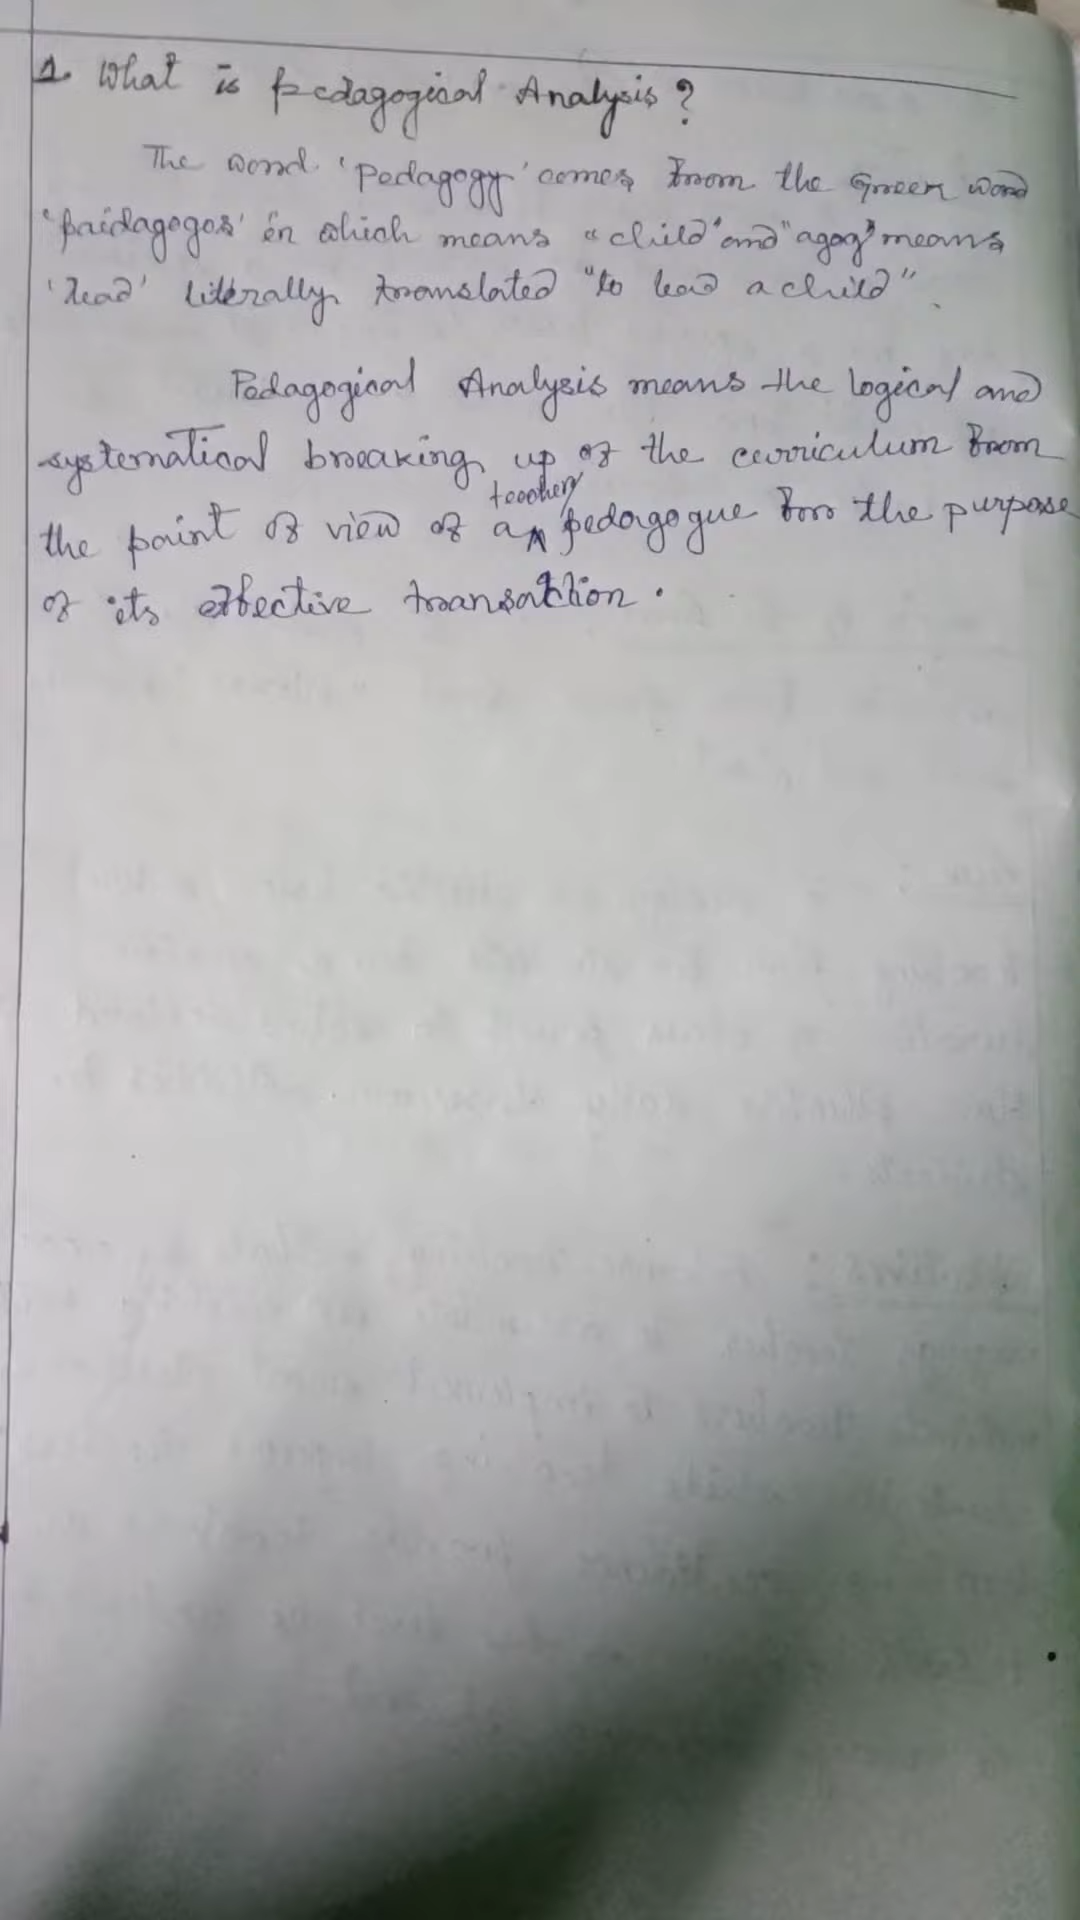 1. What is pedagogical Analysis?
The word 'Pedagogy' comes from the Greek word
'paidagogos' in which means "child" and "agog" means
'lead' literally translated "to lead a child".
Pedagogical Analysis means the logical and
systematical breaking up of the curriculum from
teacher/
the point of view of a pedagogue for the purpose
of its effective transaction.